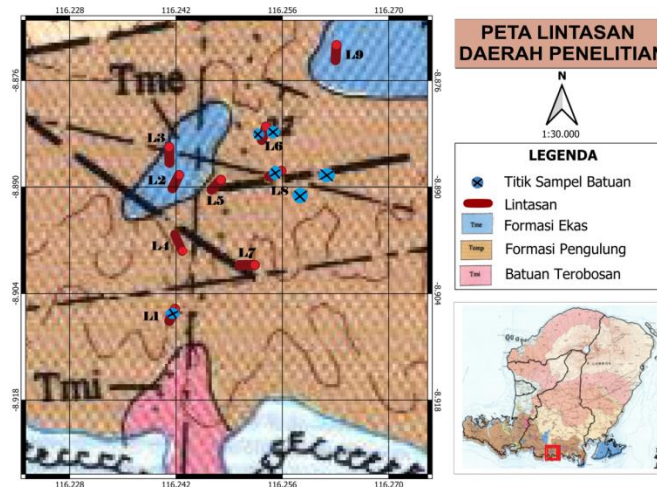 116.228 116.242 116.256 116.270
PETA LINTASAN
DAERAH PENELITIAN
N
1:30.000
LEGENDA
Titik Sampel Batuan
Lintasan
Tme Formasi Ekas
Tomp Formasi Pengulung
Tmi Batuan Terobosan
-8.876 -8.876
-8.890 -8.890
-8.904 -8.904
-8.918 -8.918
Tme
L9
L3
L6
L2
L5
L8
L4
L7
L1
Tmi
116.228 116.242 116.256 116.270